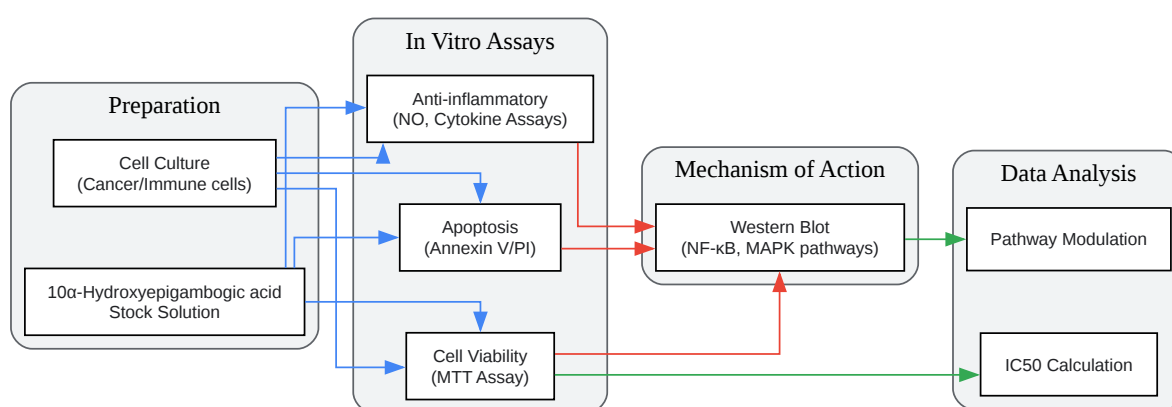 Preparation
Cell Culture
(Cancer/Immune cells)
10α-Hydroxyepigambogic acid
Stock Solution
In Vitro Assays
Anti-inflammatory
(NO, Cytokine Assays)
Apoptosis
(Annexin V/PI)
Cell Viability
(MTT Assay)
Mechanism of Action
Western Blot
(NF-κB, MAPK pathways)
Data Analysis
Pathway Modulation
IC50 Calculation